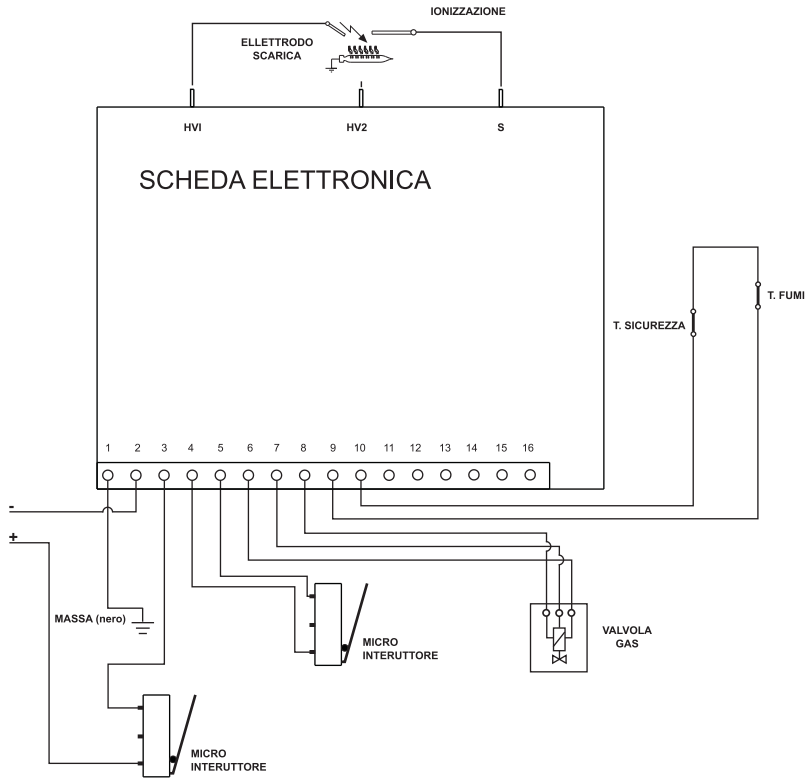 IONIZZAZIONE
ELLETTRODO
SCARICA
HVI
HV2
S
SCHEDA ELETTRONICA
T. FUMI
T. SICUREZZA
1 2 3 4 5 6 7 8 9 10 11 12 13 14 15 16
-
+
MASSA (nero)
VALVOLA
GAS
MICRO
INTERUTTORE
MICRO
INTERUTTORE